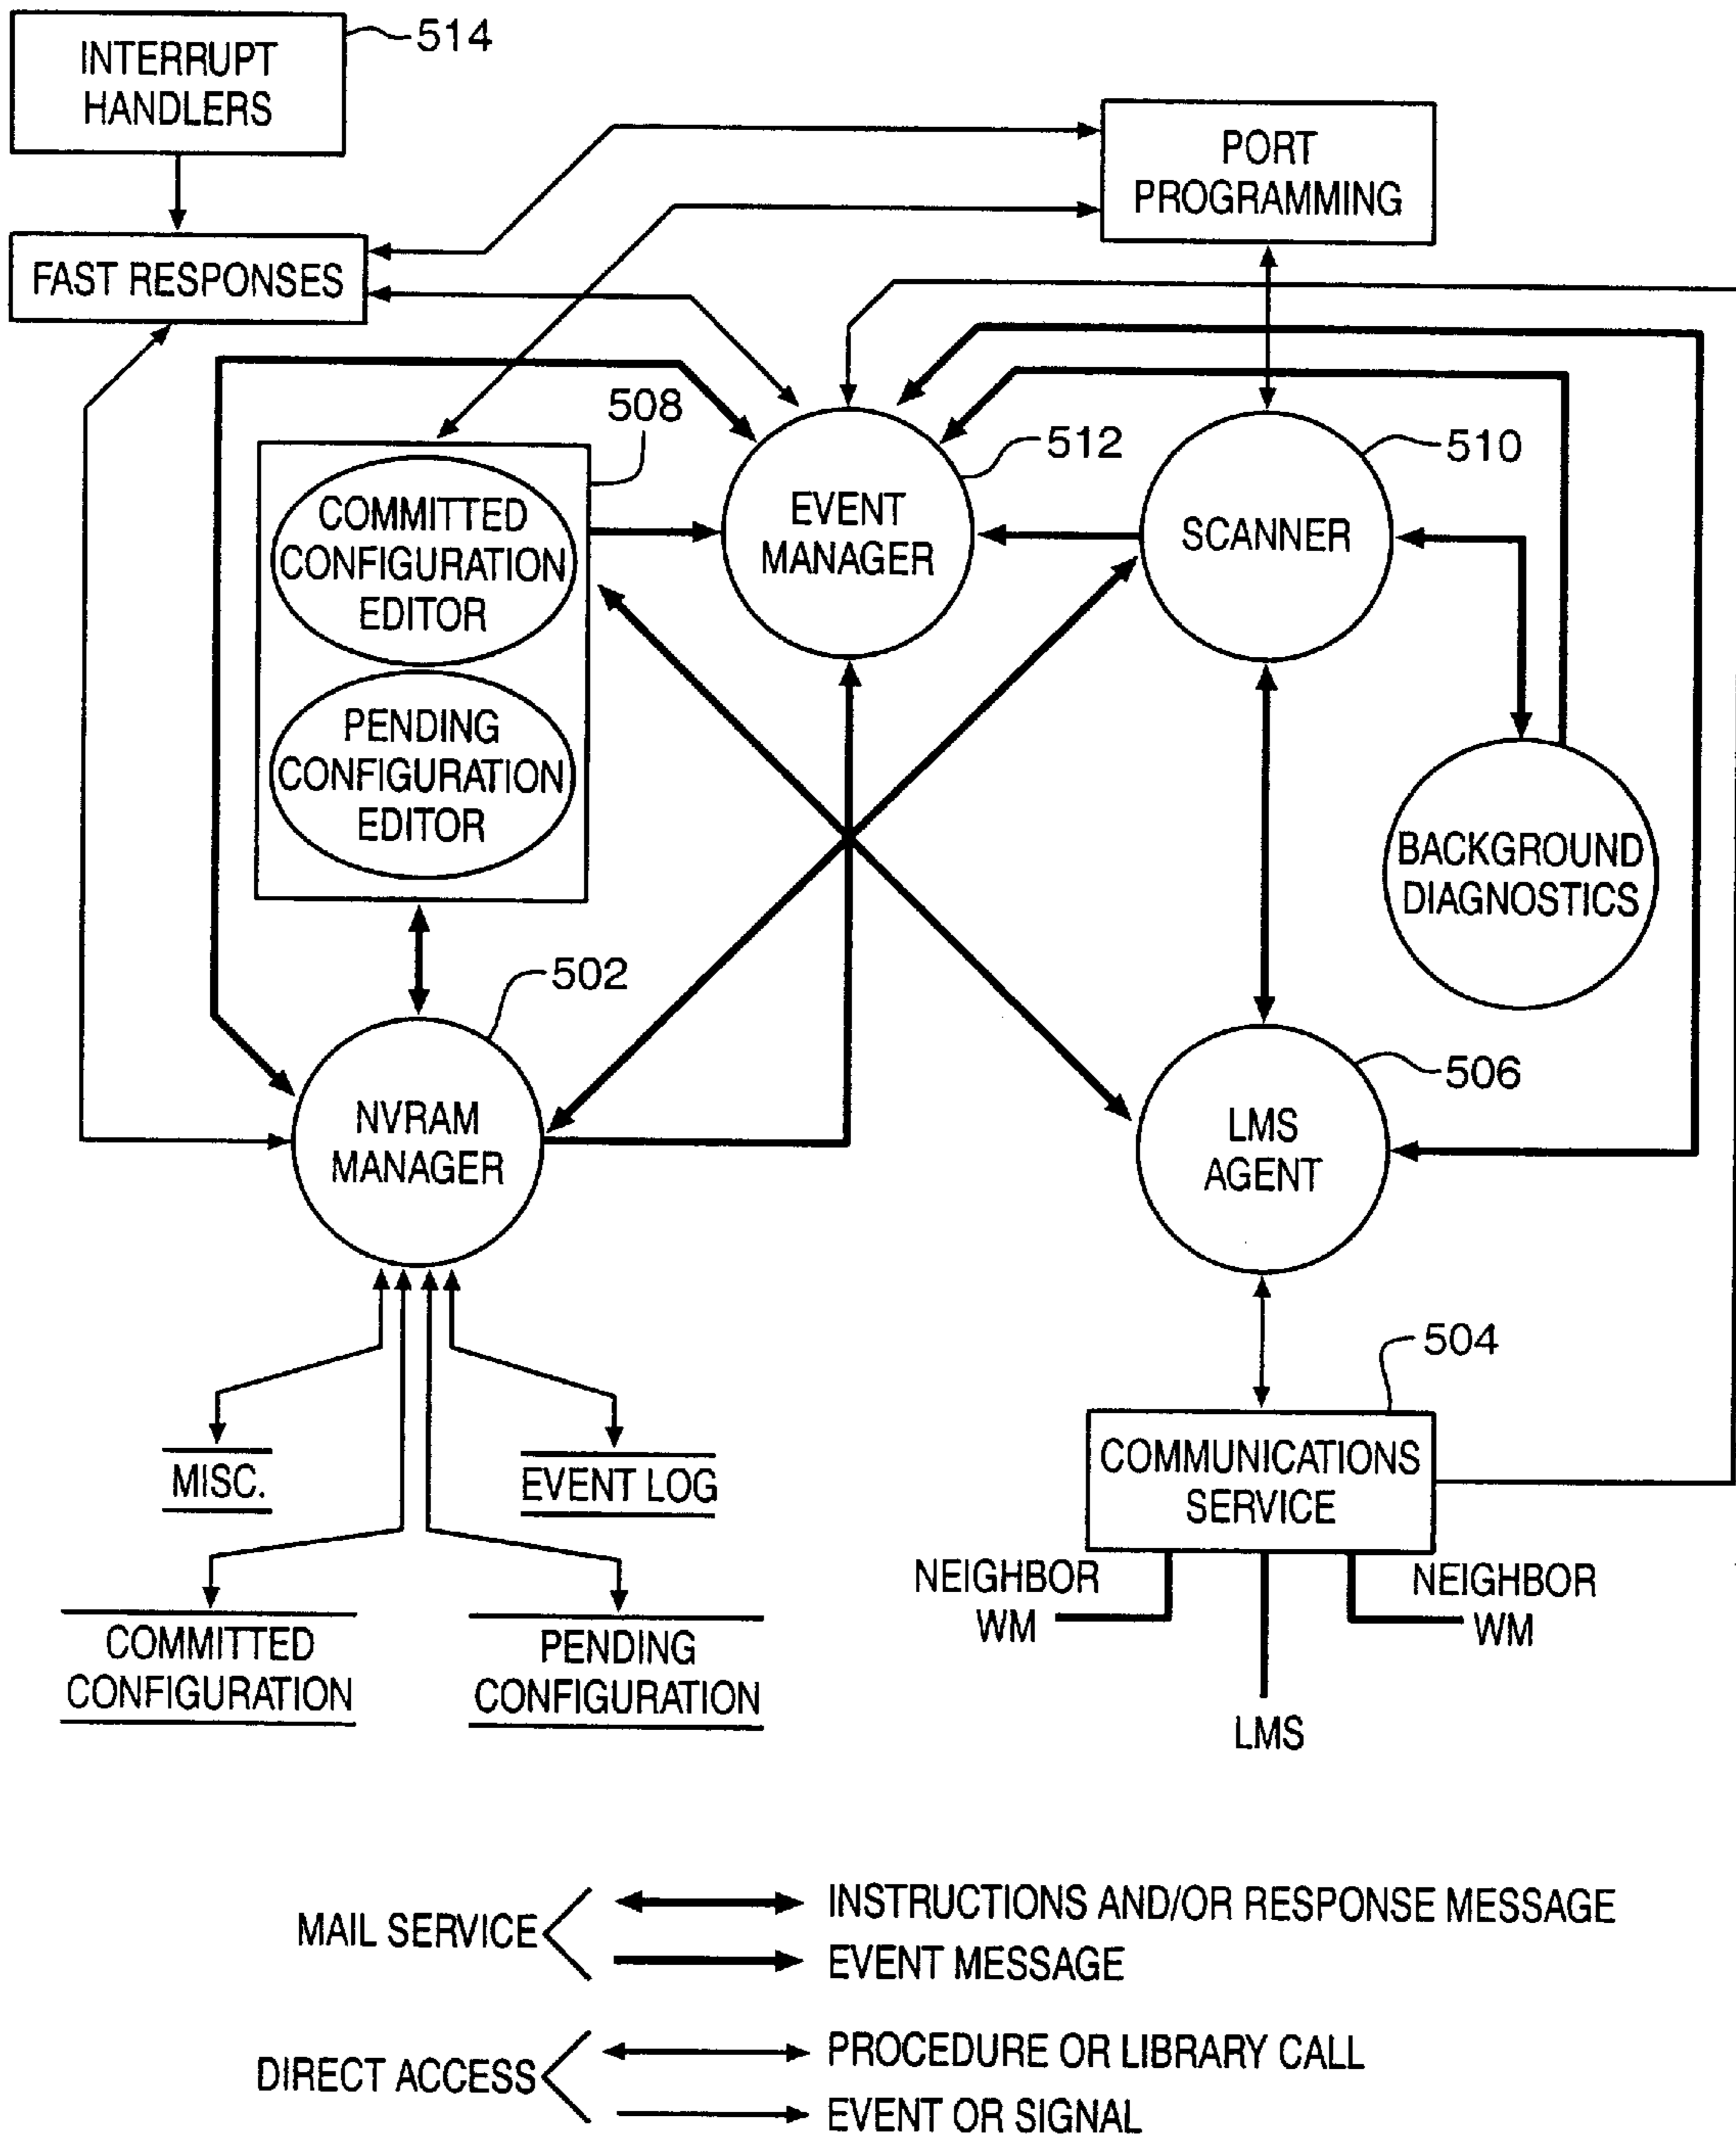 INTERRUPT
HANDLERS
514
PORT
PROGRAMMING
FAST RESPONSES
508
COMMITTED
CONFIGURATION
EDITOR
PENDING
CONFIGURATION
EDITOR
EVENT
MANAGER
512
SCANNER
510
BACKGROUND
DIAGNOSTICS
NVRAM
MANAGER
502
LMS
AGENT
506
MISC.
EVENT LOG
COMMITTED
CONFIGURATION
PENDING
CONFIGURATION
504
COMMUNICATIONS
SERVICE
NEIGHBOR
WM
NEIGHBOR
WM
LMS
MAIL SERVICE
INSTRUCTIONS AND/OR RESPONSE MESSAGE
EVENT MESSAGE
DIRECT ACCESS
PROCEDURE OR LIBRARY CALL
EVENT OR SIGNAL